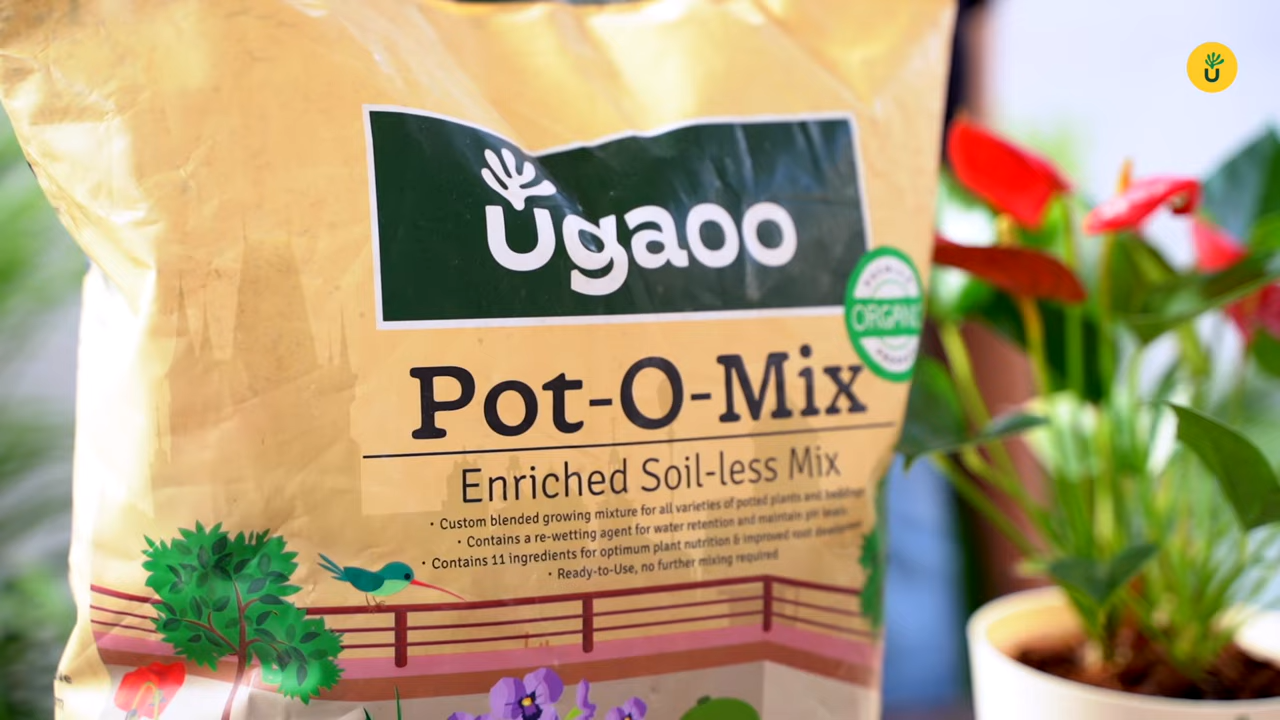 Ugaoo
ORGANIC
Pot-O-Mix
Enriched Soil-less Mix
• Custom blended growing mixture for all varieties of potted plants and
• Contains a re-wetting agent for water retention and maintain pH levels
• Contains 11 ingredients for optimum plant nutrition & improved root
• Ready-to-Use, no further mixing required